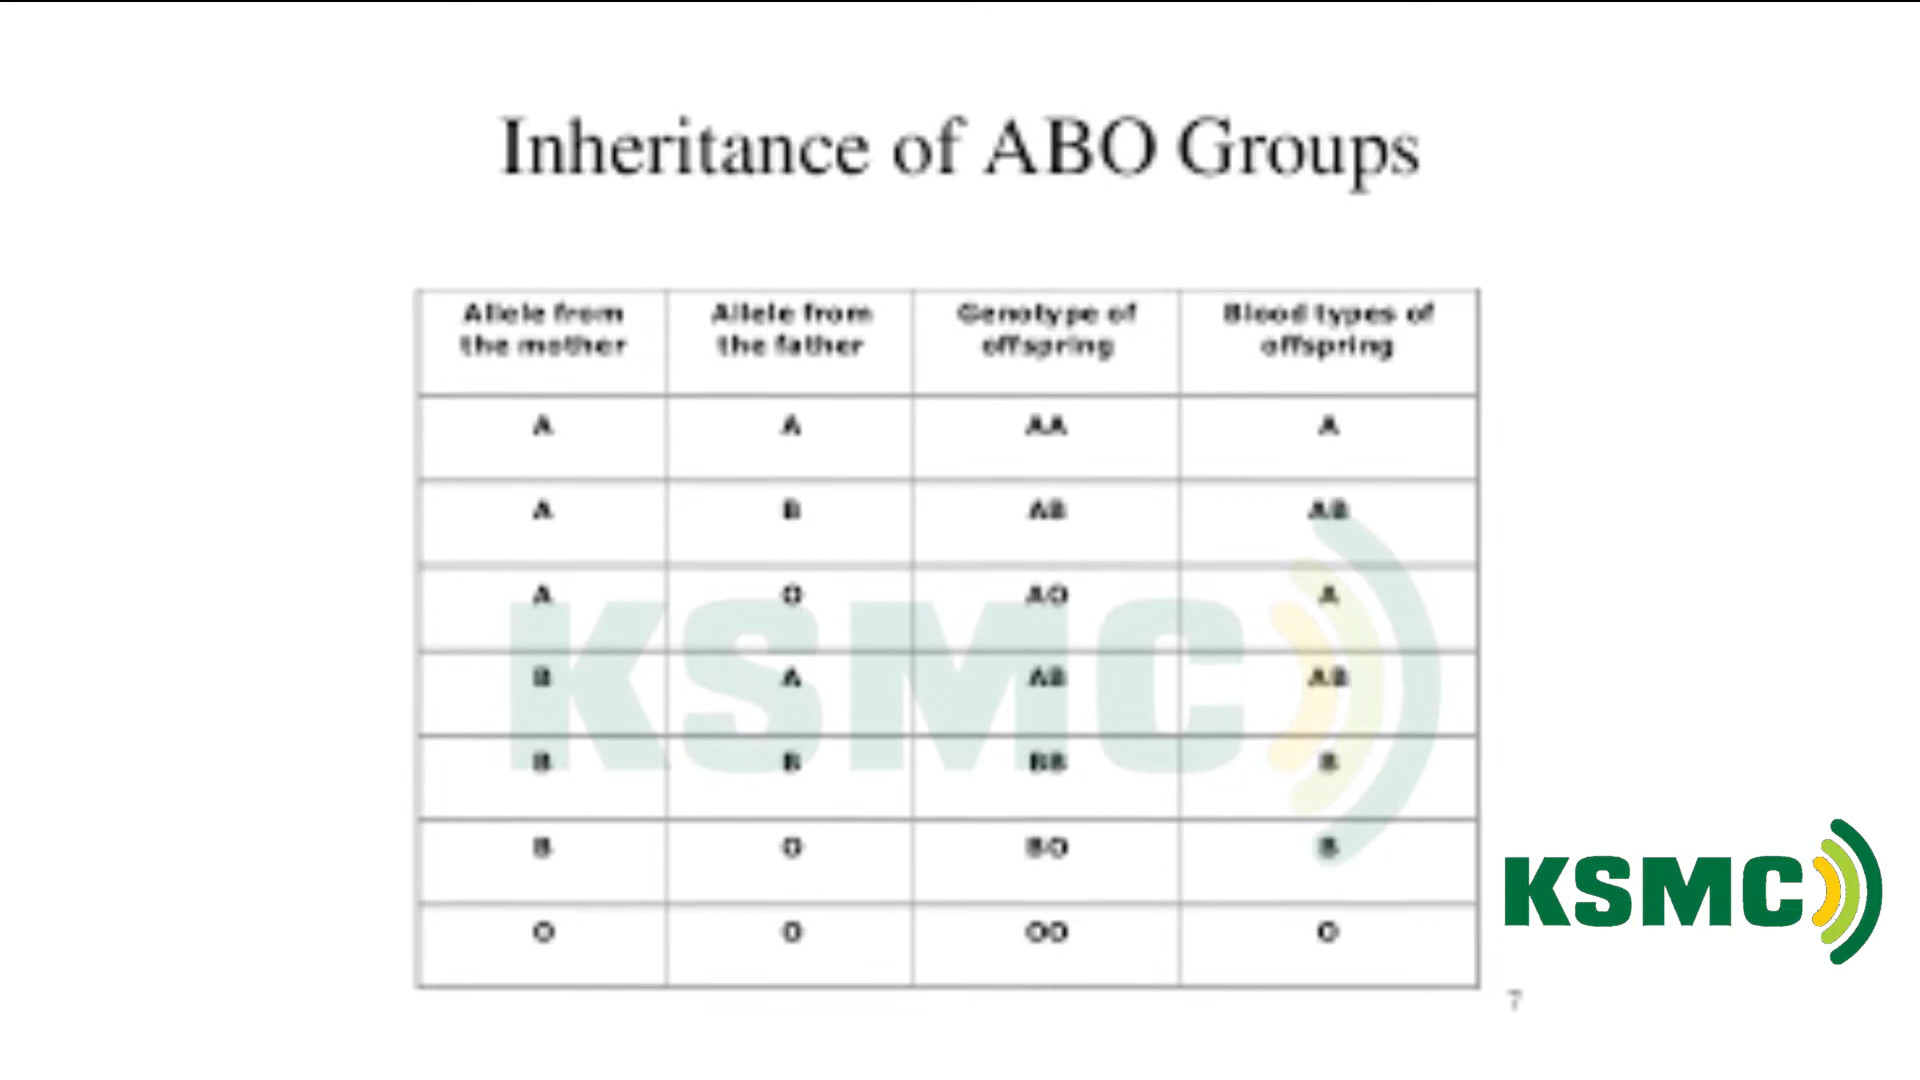 Inheritance of ABO Groups
Allele from the mother Allele from the father Genotype of offspring Blood types of offspring
A A AA A
A B AB AB
A O AO A
B A AB AB
B B BB B
B O BO B
O O OO O
KSMC
KSMC
7